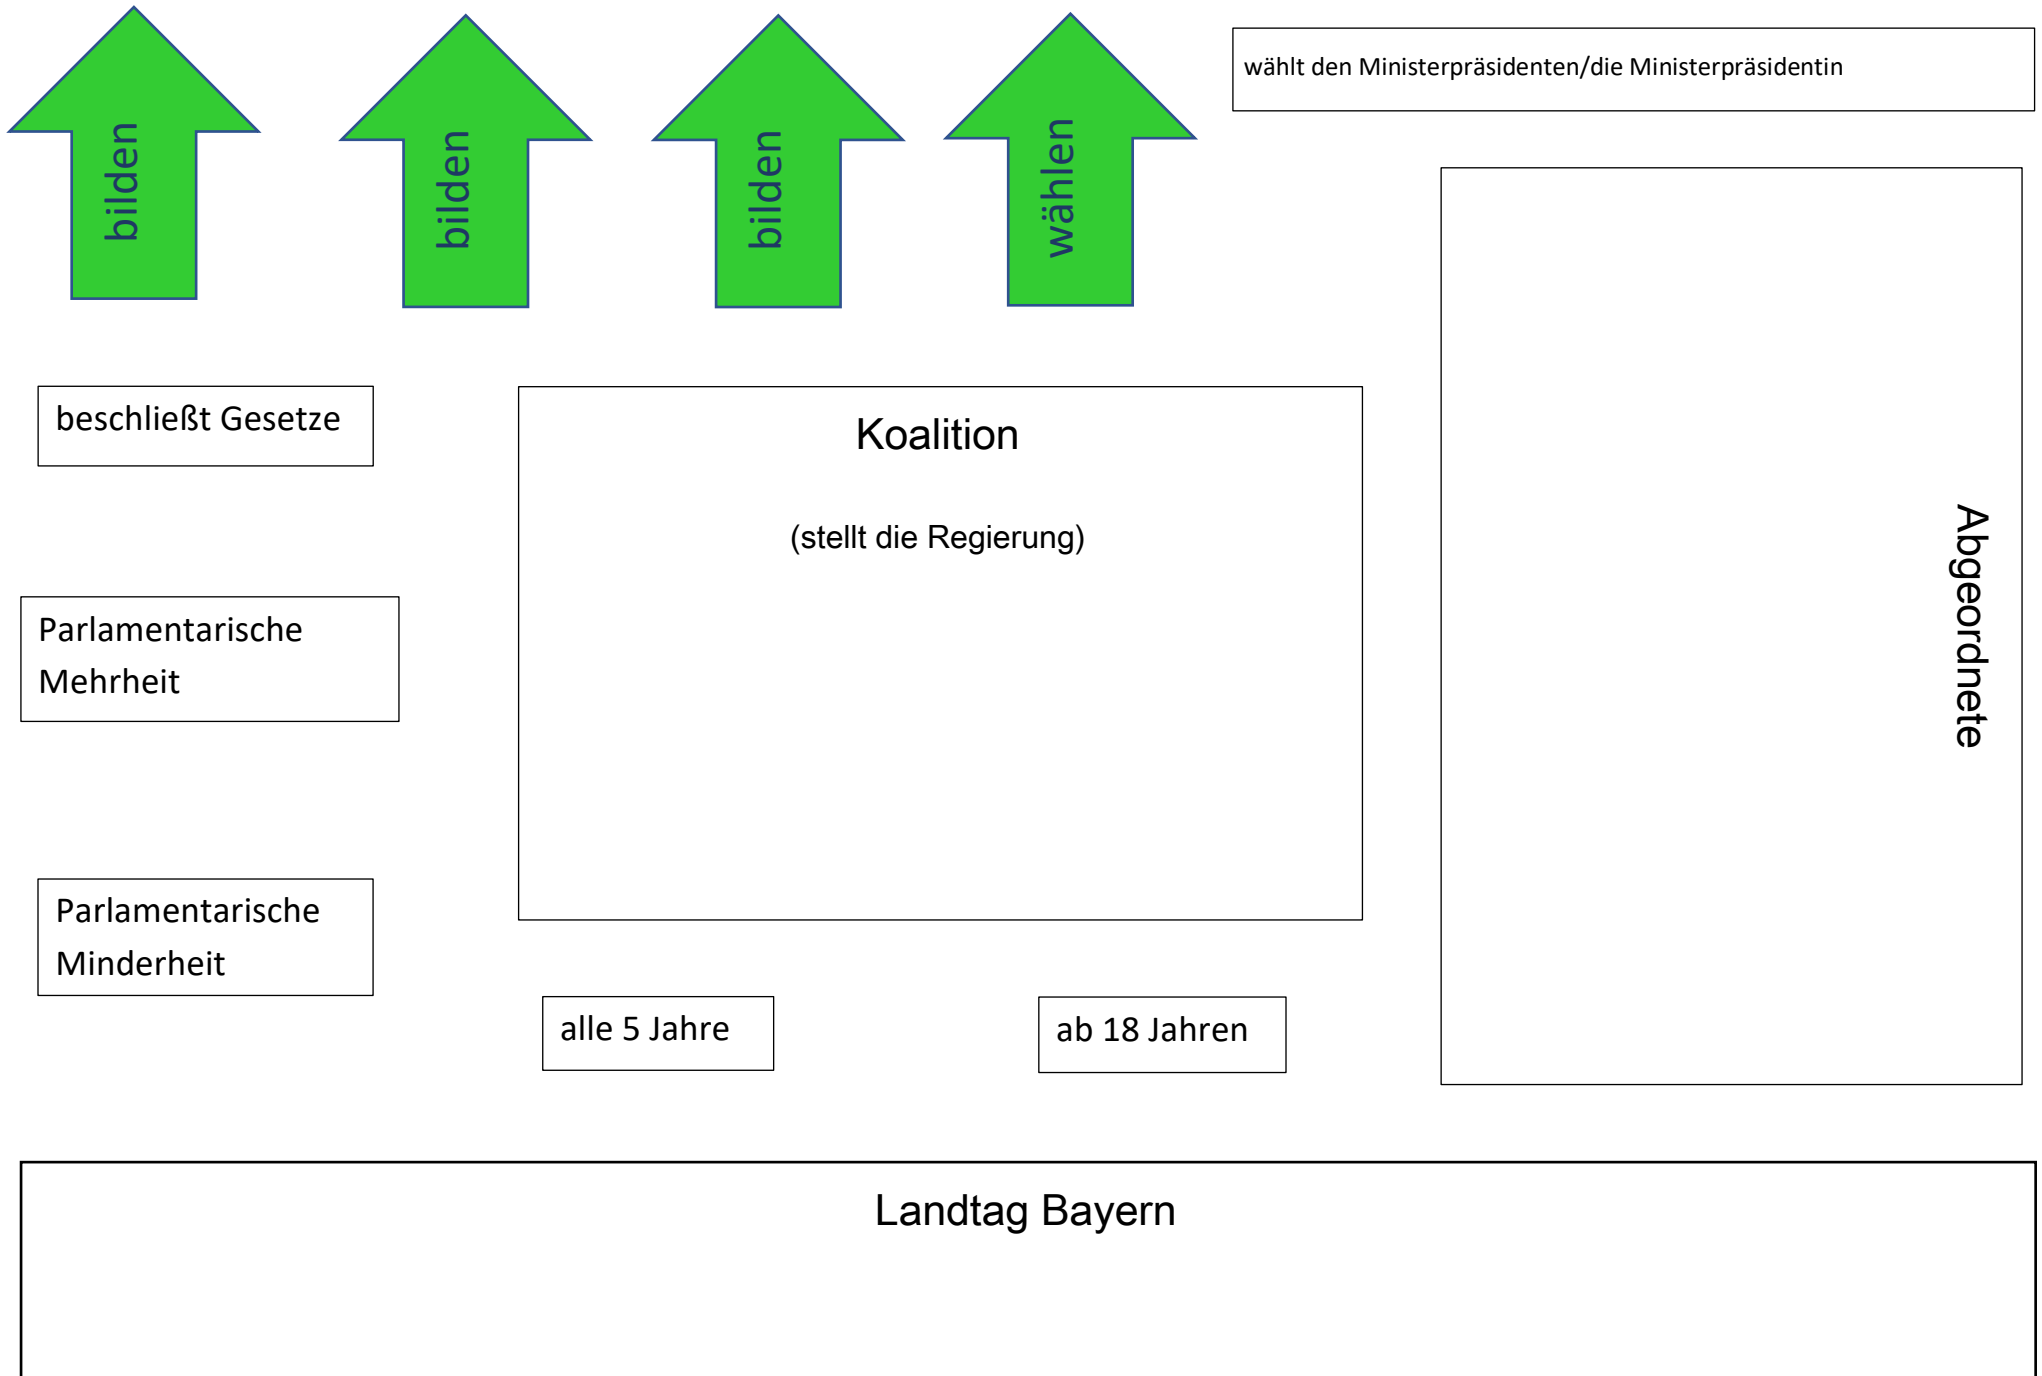 bilden
bilden
bilden
wählen
wählt den Ministerpräsidenten/die Ministerpräsidentin
beschließt Gesetze
Koalition
(stellt die Regierung)
Abgeordnete
Parlamentarische
Mehrheit
Parlamentarische
Minderheit
alle 5 Jahre
ab 18 Jahren
Landtag Bayern